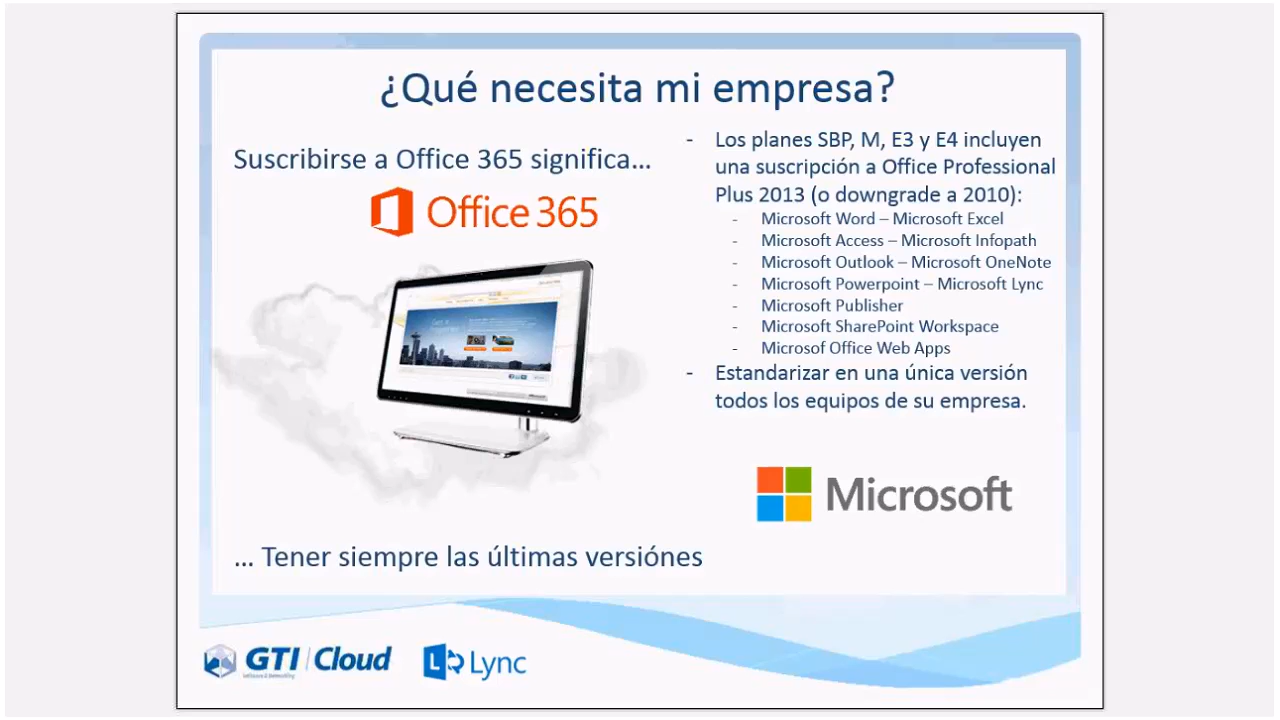 ¿Qué necesita mi empresa?
Suscribirse a Office 365 significa...
Office 365
- Los planes SBP, M, E3 y E4 incluyen
una suscripción a Office Professional
Plus 2013 (o downgrade a 2010):
- Microsoft Word – Microsoft Excel
- Microsoft Access – Microsoft Infopath
- Microsoft Outlook – Microsoft OneNote
- Microsoft Powerpoint – Microsoft Lync
- Microsoft Publisher
- Microsoft SharePoint Workspace
- Microsof Office Web Apps
- Estandarizar en una única versión
todos los equipos de su empresa.
Microsoft
... Tener siempre las últimas versiónes
GTI Cloud
Lync